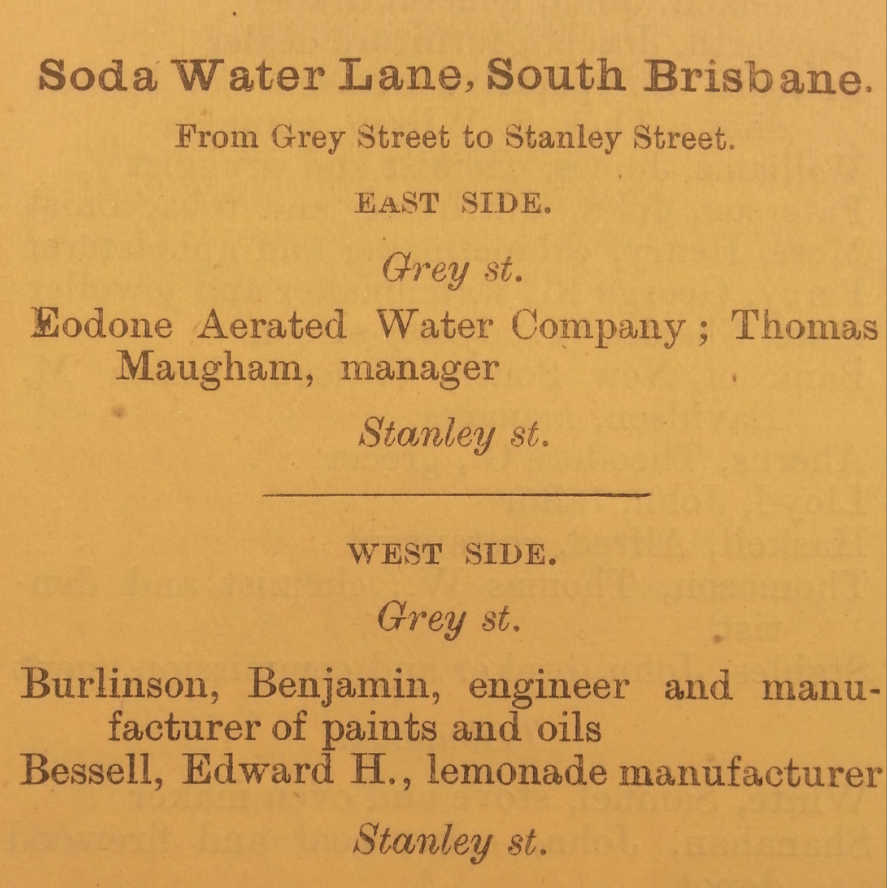 Soda Water Lane, South Brisbane.
From Grey Street to Stanley Street.
EAST SIDE.
Grey st.
Eodone Aerated Water Company; Thomas
Maugham, manager
Stanley st.
WEST SIDE.
Grey st.
Burlinson, Benjamin, engineer and manu-
facturer of paints and oils
Bessell, Edward H., lemonade manufacturer
Stanley st.